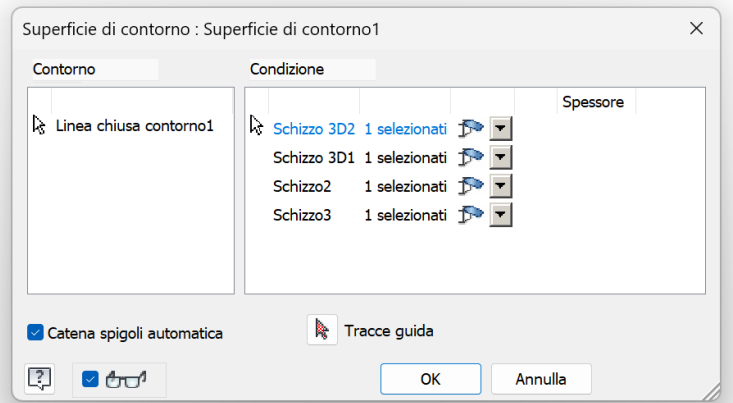 Superficie di contorno : Superficie di contorno1
Contorno
Condizione
Linea chiusa contorno1
Spessore
Schizzo 3D2 1 selezionati
Schizzo 3D1 1 selezionati
Schizzo2 1 selezionati
Schizzo3 1 selezionati
Catena spigoli automatica
Tracce guida
?
OK
Annulla